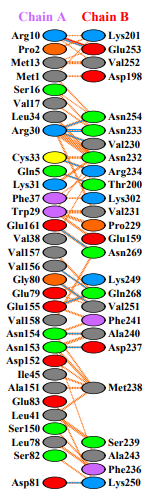 Chain A Chain B
Arg10 Lys201
Pro2 Glu253
Met13 Val252
Met1 Asp198
Ser16
Val17
Leu34 Asn254
Arg30 Asn233
Val230
Cys33 Asn232
Gln5 Arg234
Lys31 Thr200
Phe37 Lys302
Trp29 Val231
Glu161 Pro229
Val38 Glu159
Val157 Asn269
Val156
Gly80 Lys249
Glu79 Gln268
Glu155 Val251
Val158 Phe241
Asn154 Ala240
Asn153 Asp237
Asp152
Ile45
Ala151 Met238
Glu83
Leu41
Ser150
Leu78 Ser239
Ser82 Ala243
Phe236
Asp81 Lys250